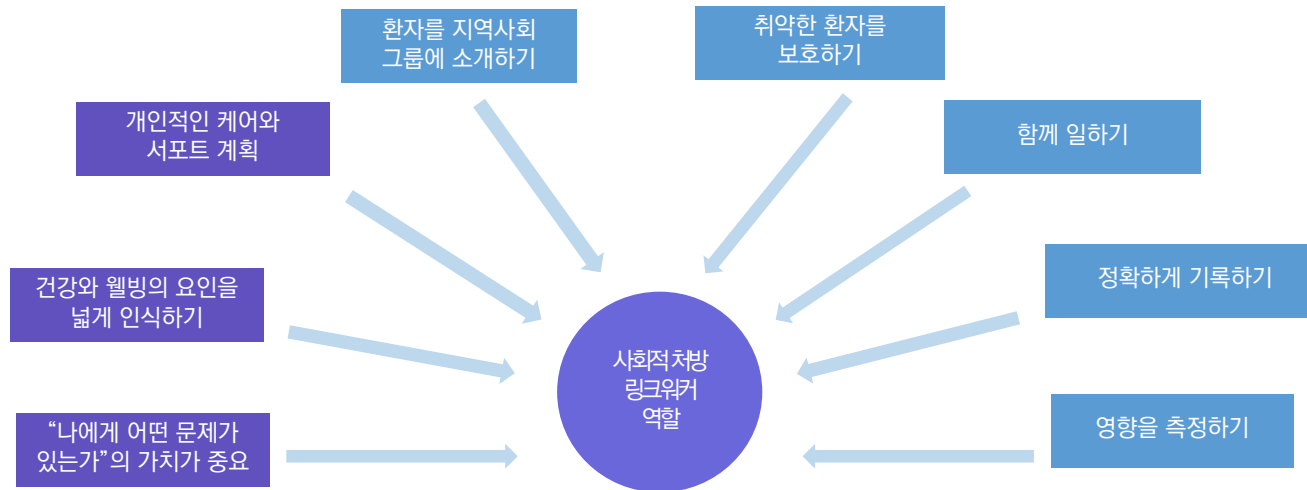 환자를 지역사회
그룹에 소개하기
취약한 환자를
보호하기
개인적인 케어와
서포트 계획
함께 일하기
건강와 웰빙의 요인을
넓게 인식하기
정확하게 기록하기
사회적 처방
링크워커
역할
“나에게 어떤 문제가
있는가”의 가치가 중요
영향을 측정하기